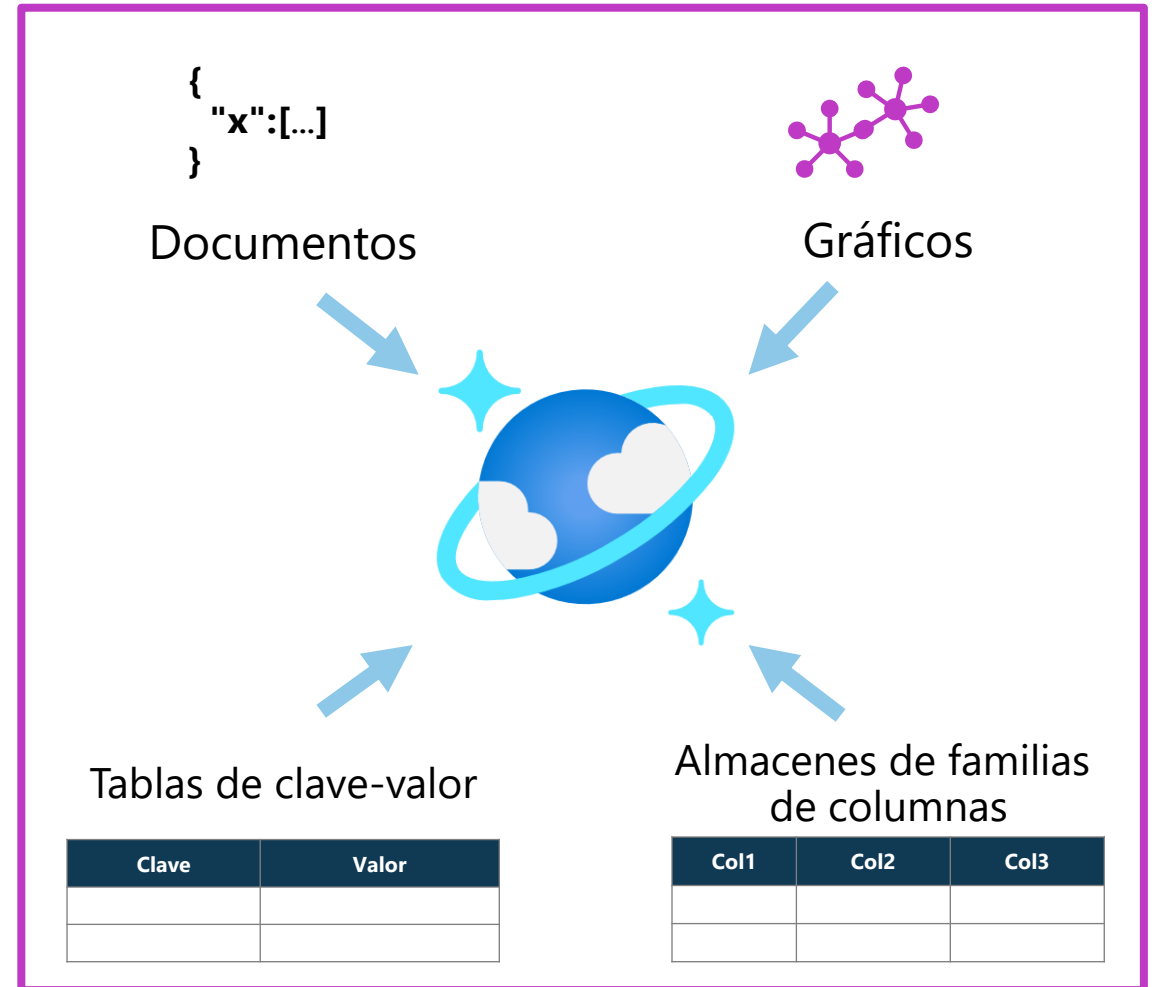 {
"x":[...]
}
Documentos
Gráficos
Tablas de clave-valor
Clave Valor
Almacenes de familias
de columnas
Col1 Col2 Col3